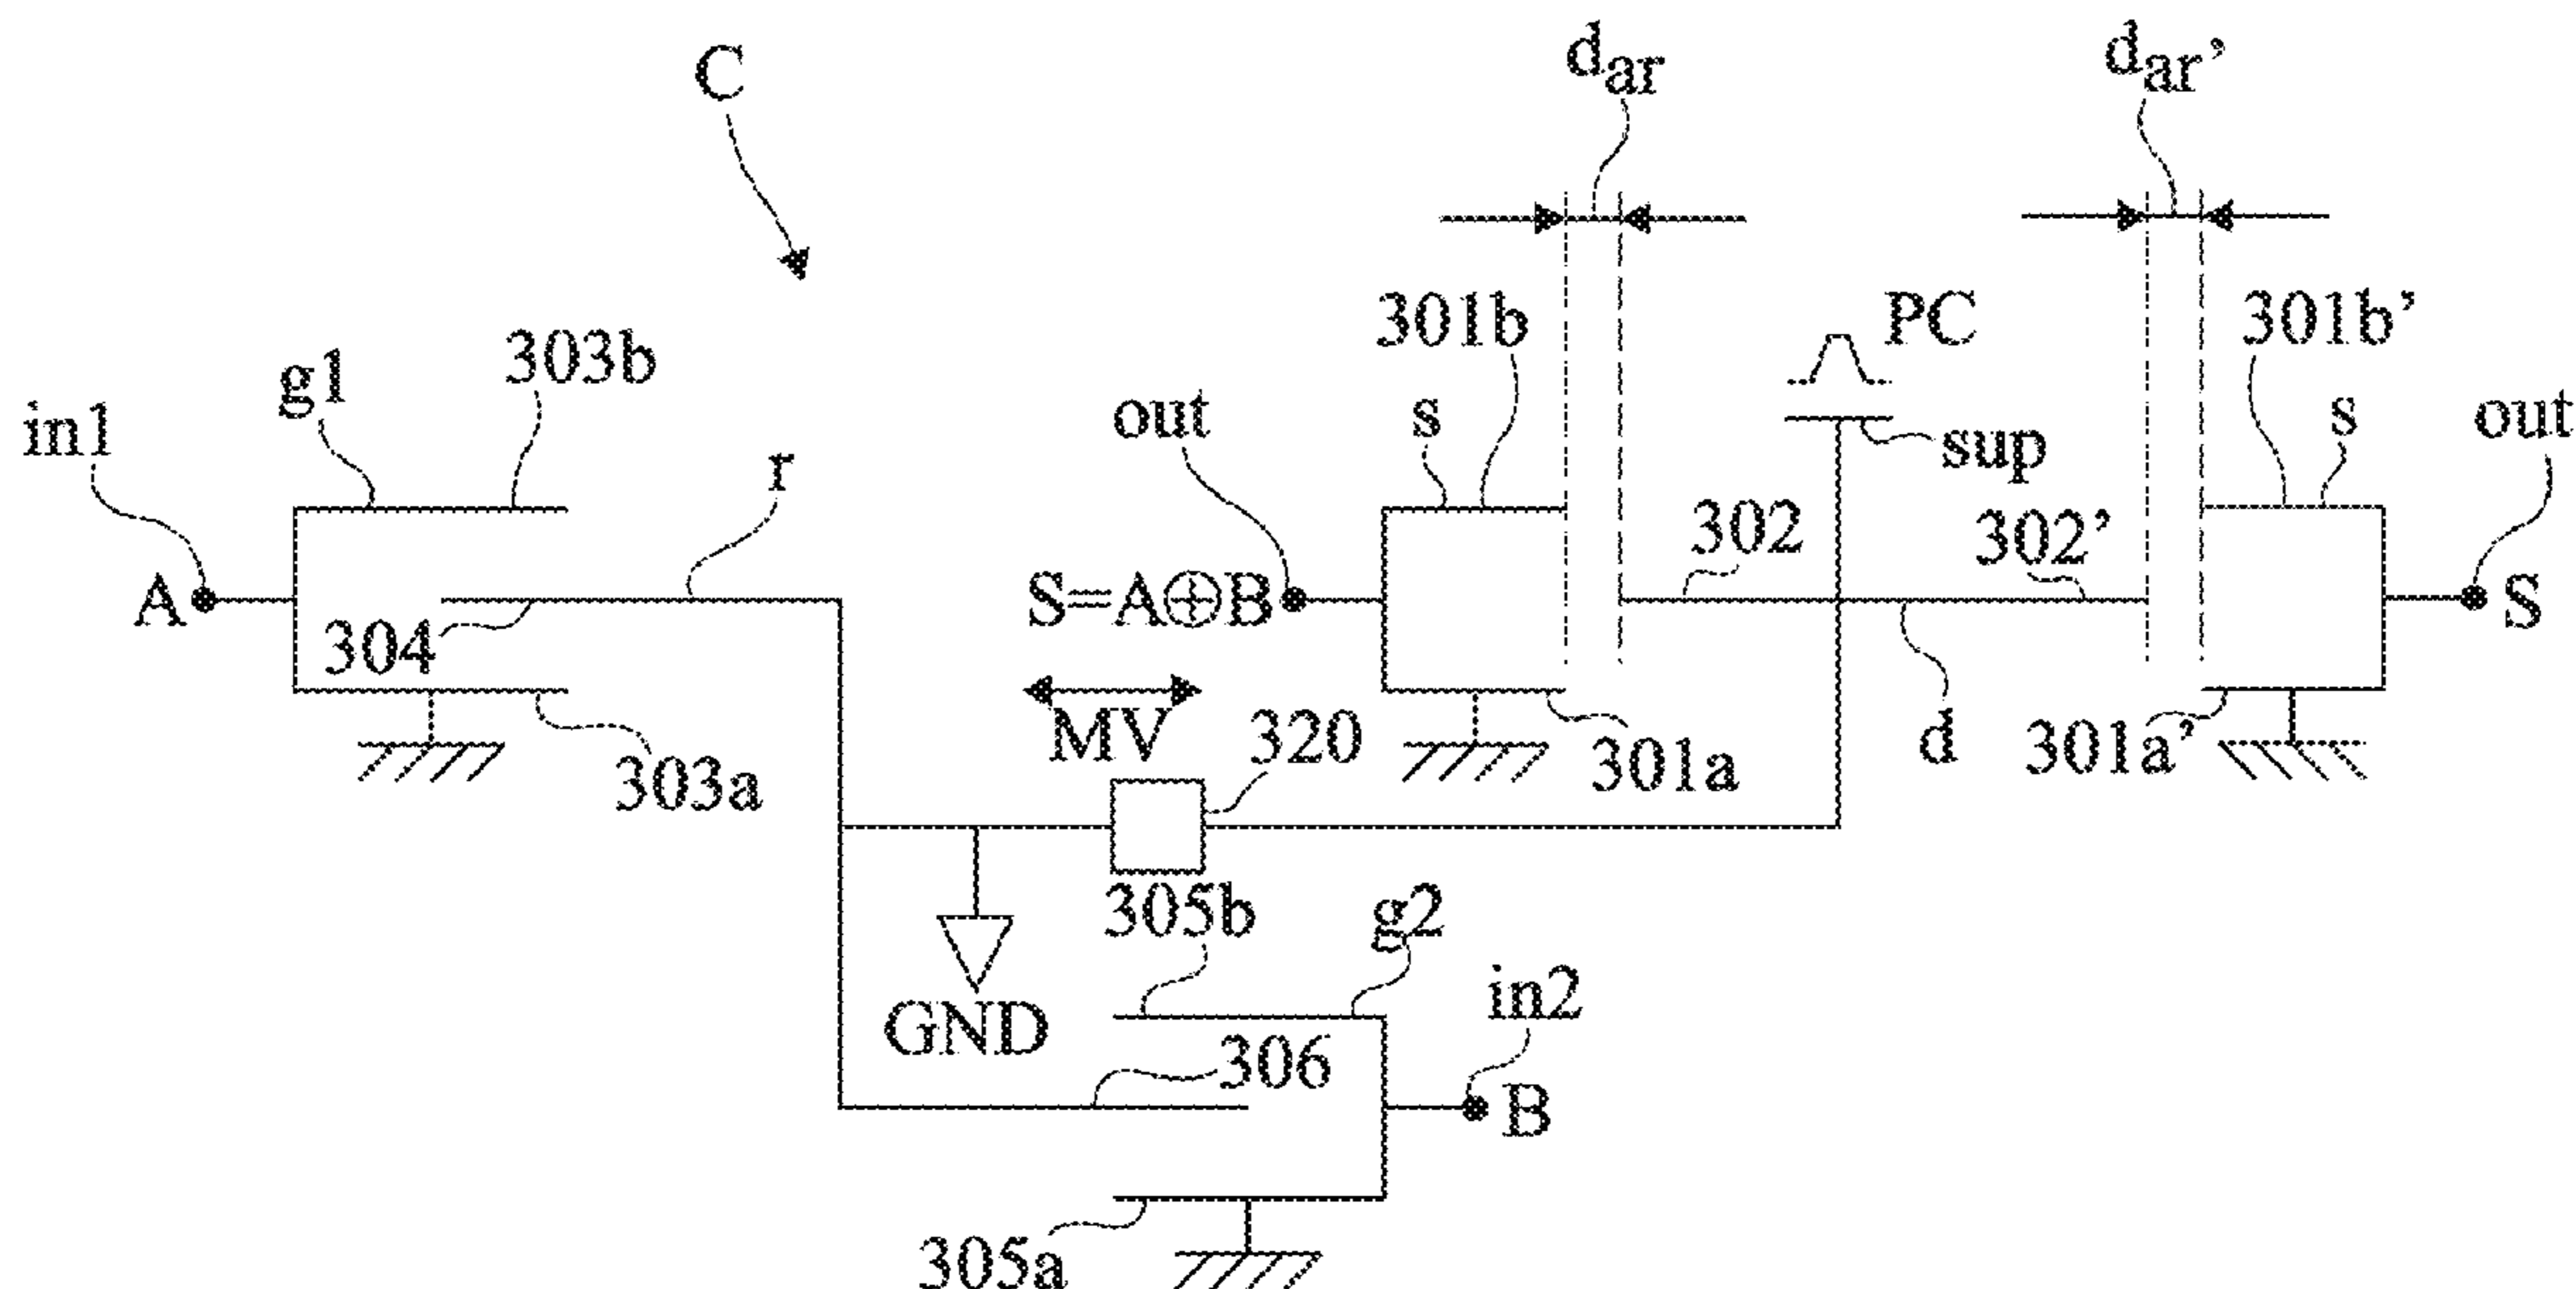 C
d_ar
d_ar'
301b
PC
301b'
in1
g1
303b
out
s
sup
s
out
r
302
302'
A
304
S=A⊕B
S
303a
MV
320
301a
d
301a'
305b
g2
GND
306
in2
B
305a